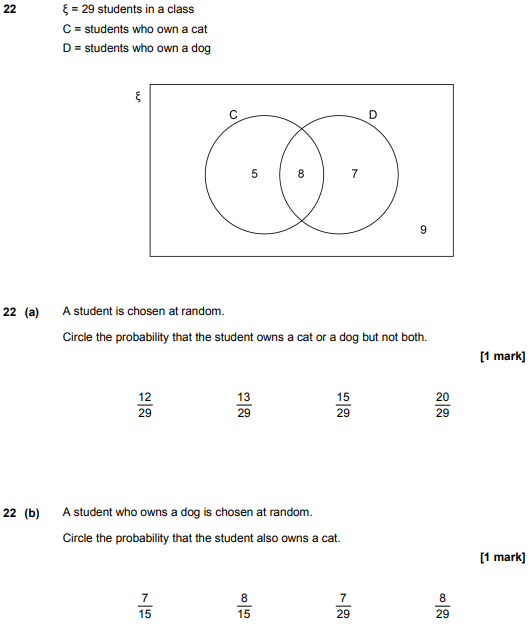 22 ξ = 29 students in a class
C = students who own a cat
D = students who own a dog
ξ
C D
5 8 7
9
22 (a) A student is chosen at random.
Circle the probability that the student owns a cat or a dog but not both.
[1 mark]
12/29 13/29 15/29 20/29
22 (b) A student who owns a dog is chosen at random.
Circle the probability that the student also owns a cat.
[1 mark]
7/15 8/15 7/29 8/29